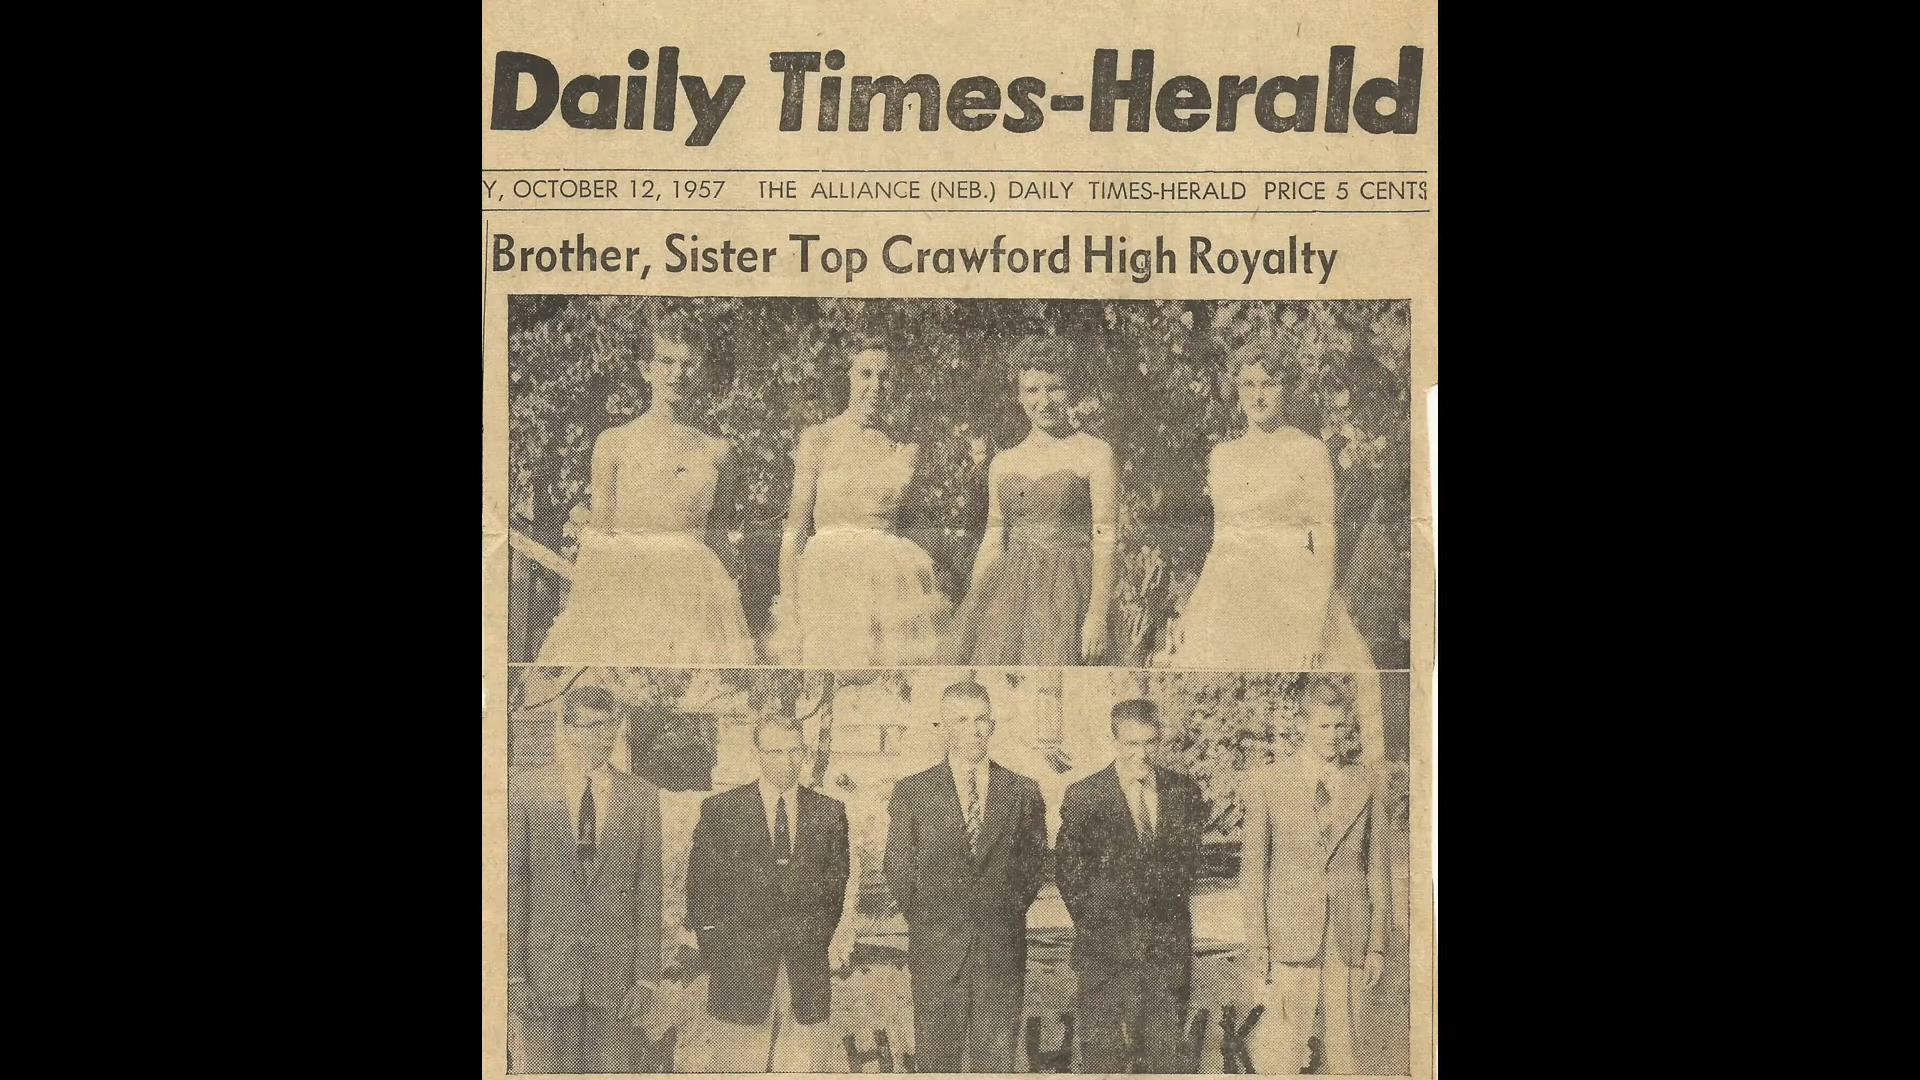 Daily Times-Herald
Y, OCTOBER 12, 1957 THE ALLIANCE (NEB.) DAILY TIMES-HERALD PRICE 5 CENTS
Brother, Sister Top Crawford High Royalty